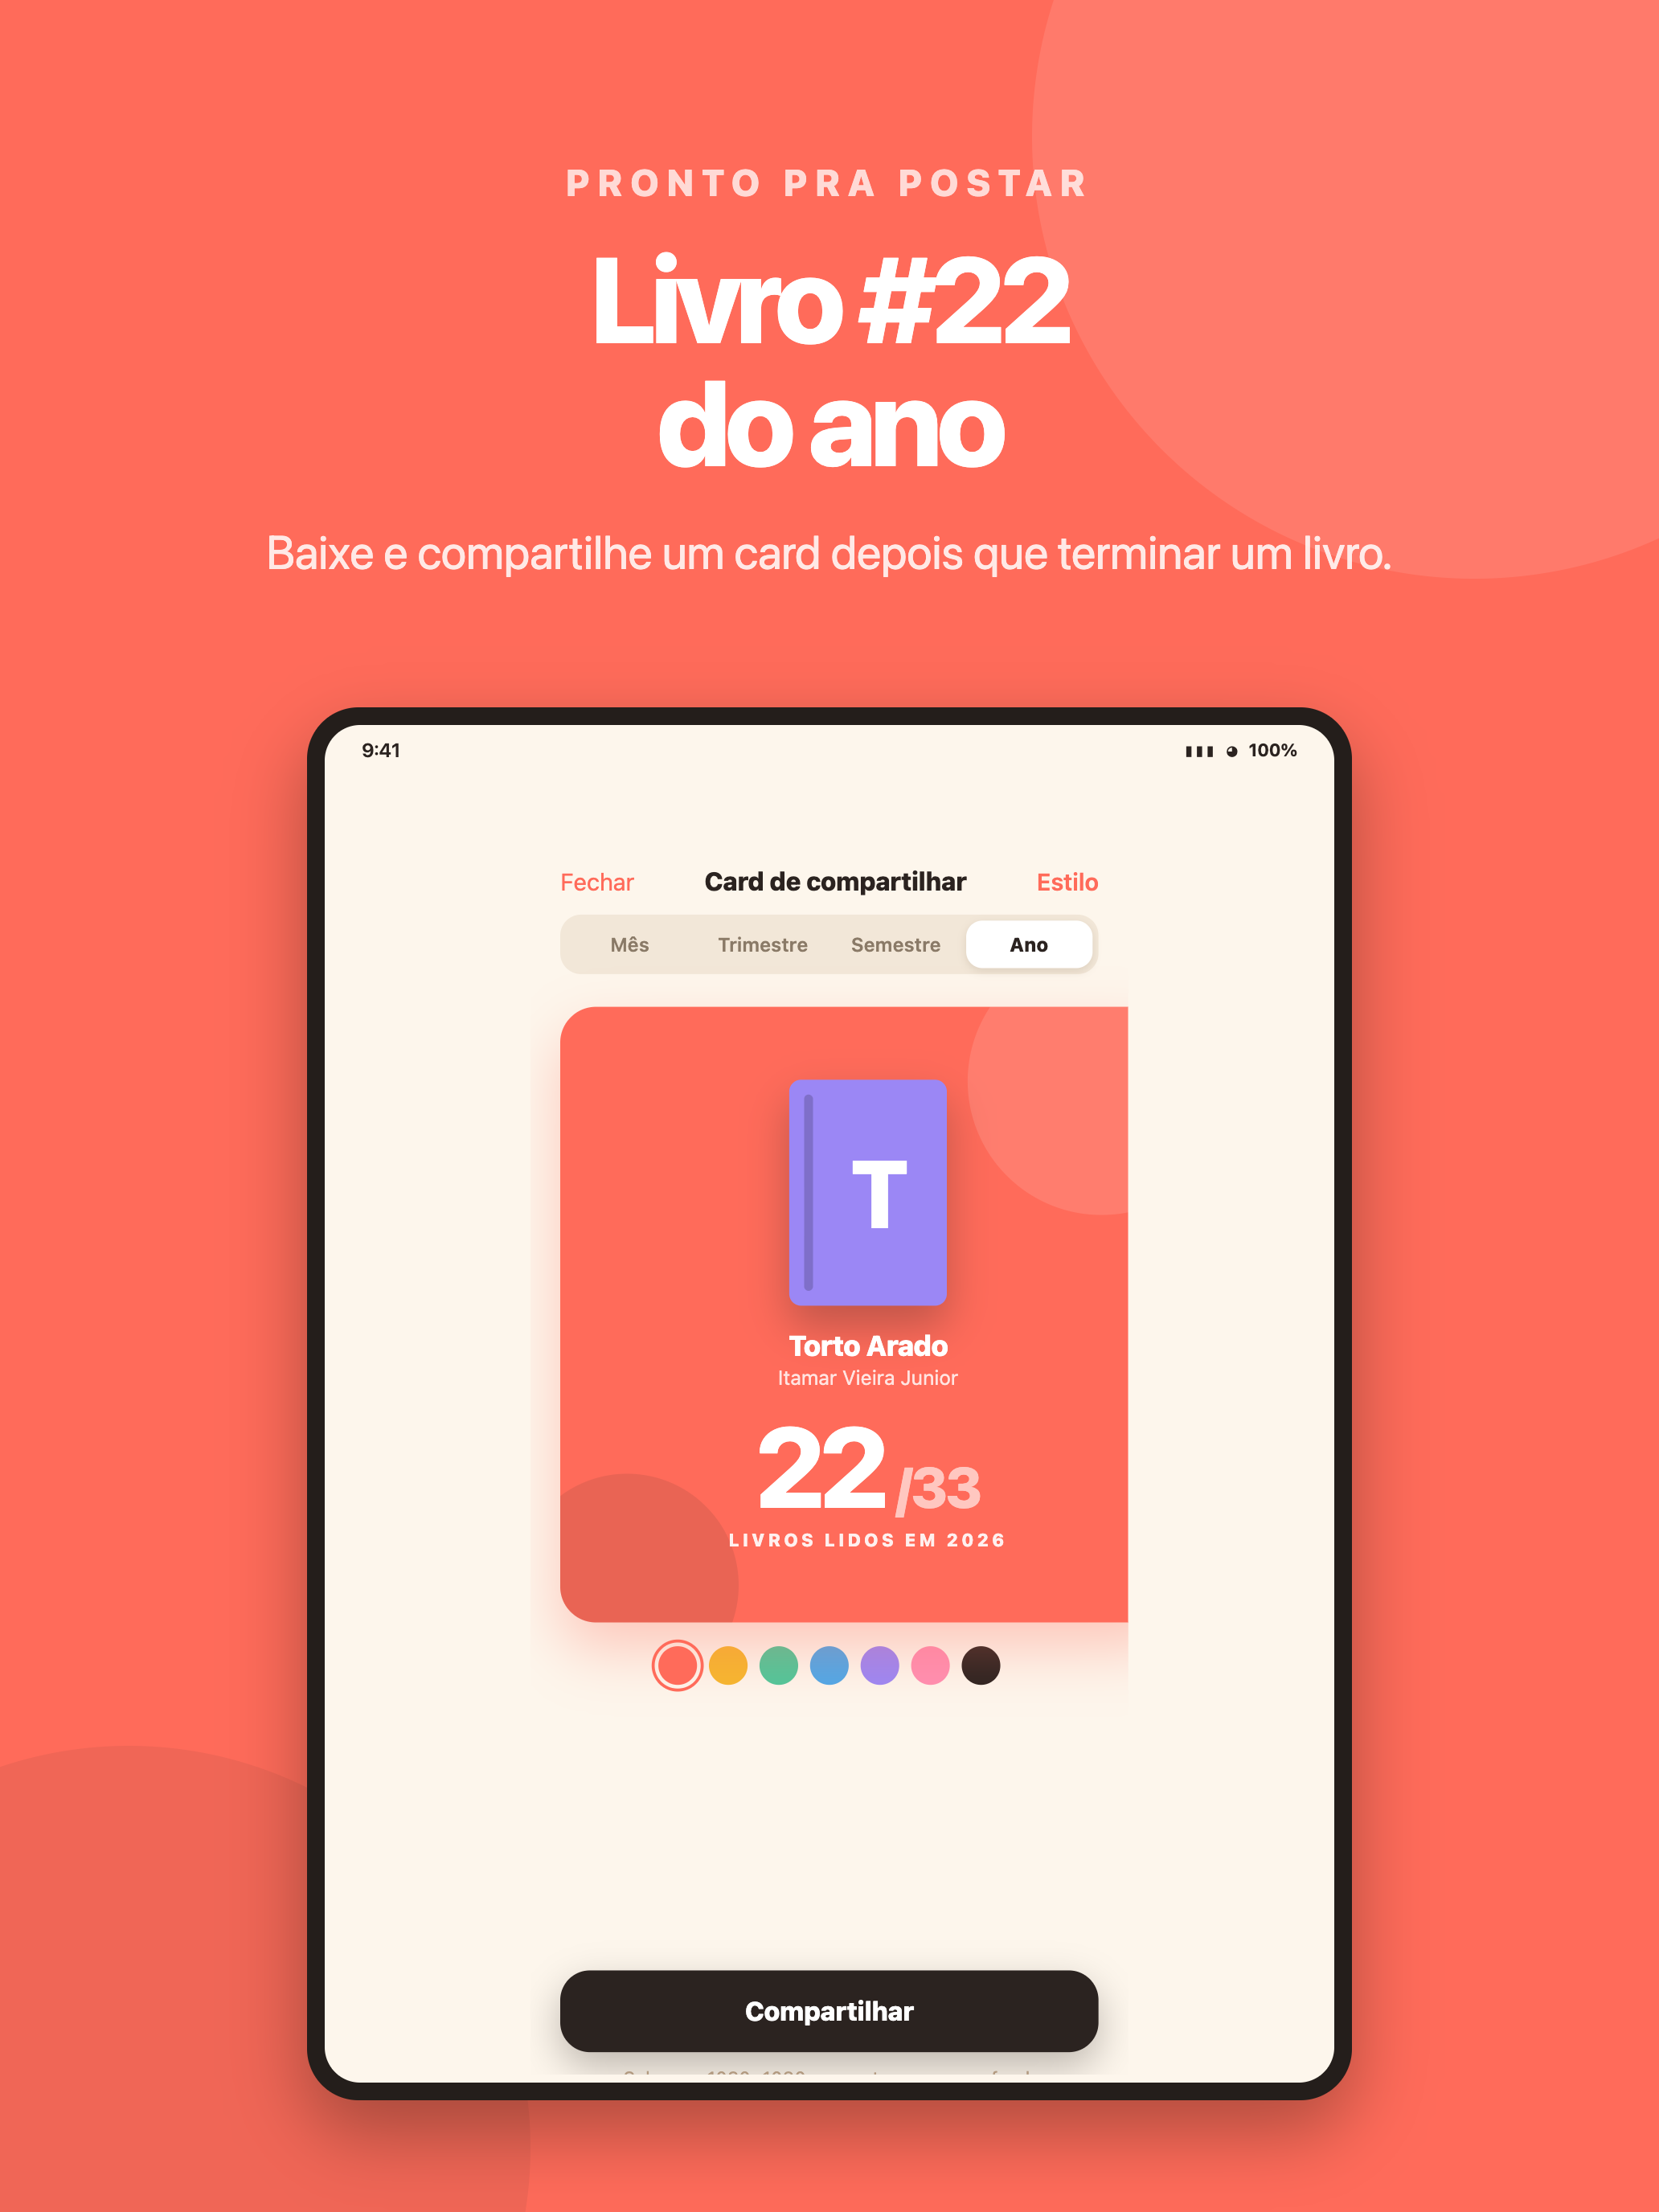 PRONTO PRA POSTAR
Livro #22
do ano
Baixe e compartilhe um card depois que terminar um livro.
9:41
100%
Fechar
Card de compartilhar
Estilo
Mês
Trimestre
Semestre
Ano
T
Torto Arado
Itamar Vieira Junior
22/33
LIVROS LIDOS EM 2026
Compartilhar